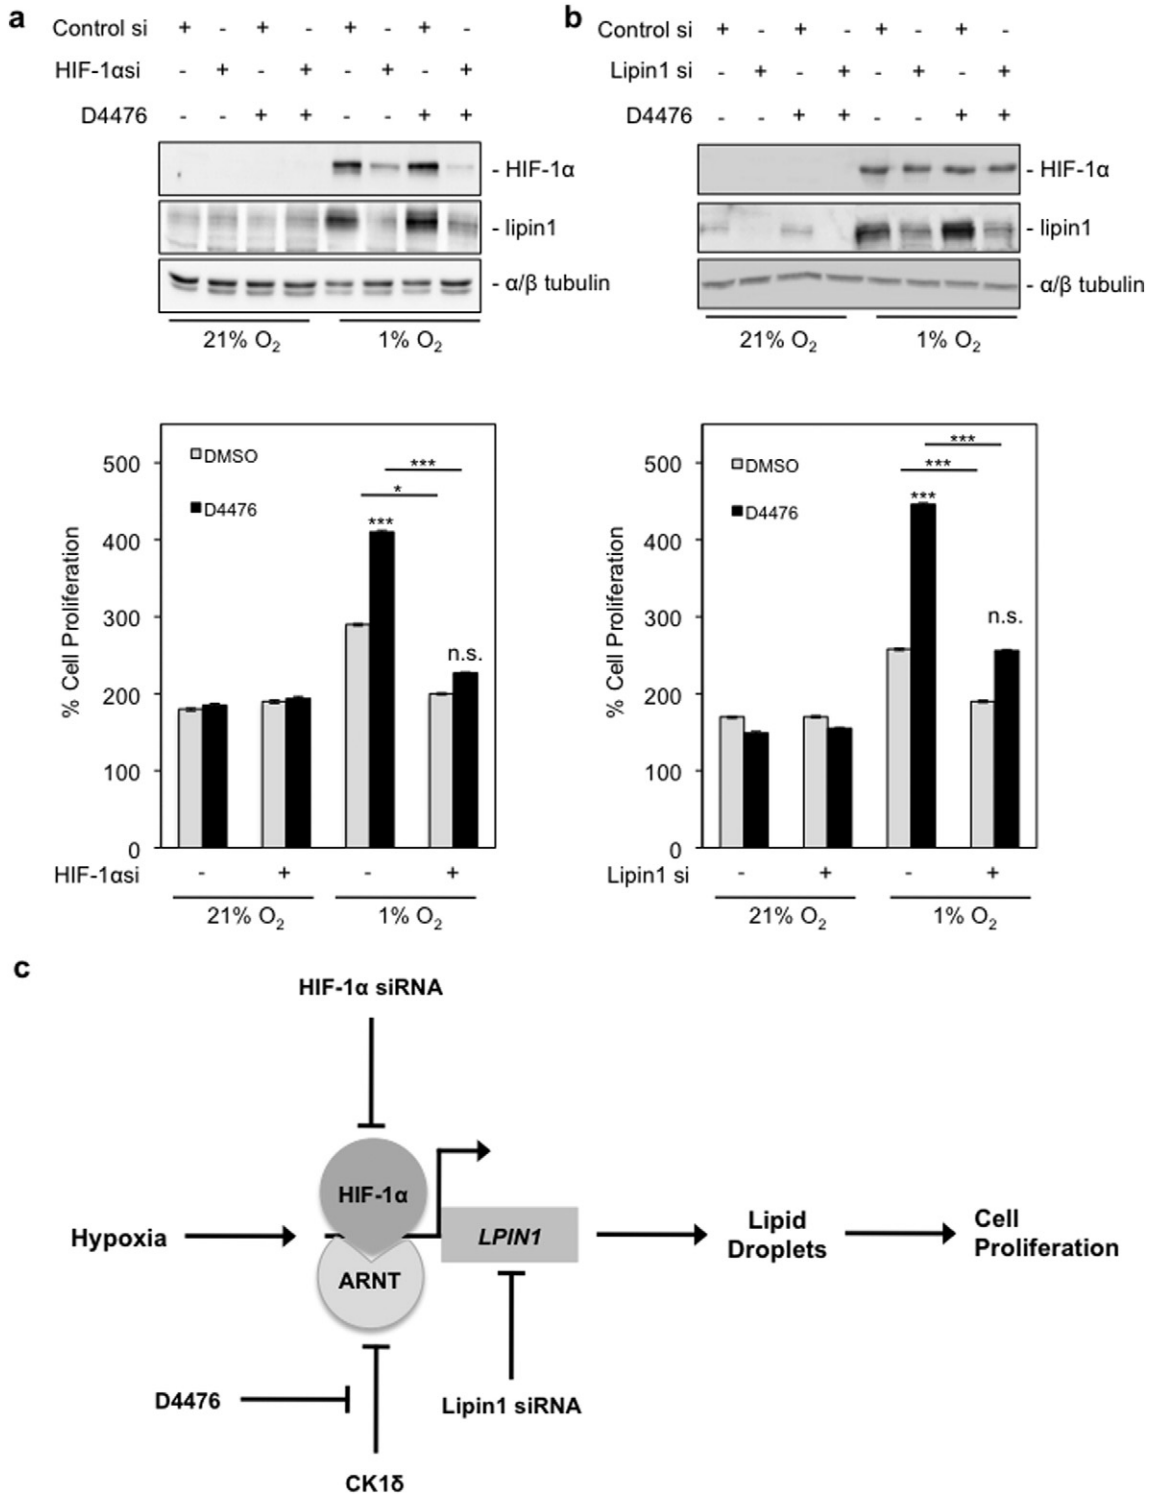 a
Control si + - + - + - + -
HIF-1αsi - + - + - + - +
D4476 - - + + - - + +
- HIF-1α
- lipin1
- α/β tubulin
21% O2 1% O2
b
Control si + - + - + - + -
Lipin1 si - + - + - + - +
D4476 - - + + - - + +
- HIF-1α
- lipin1
- α/β tubulin
21% O2 1% O2
% Cell Proliferation
500
400
300
200
100
0
DMSO
D4476
***
*
***
n.s.
HIF-1αsi - + - +
21% O2 1% O2
% Cell Proliferation
500
400
300
200
100
0
DMSO
D4476
***
***
***
n.s.
Lipin1 si - + - +
21% O2 1% O2
c
HIF-1α siRNA
HIF-1α
Hypoxia
LPIN1
Lipid
Droplets
Cell
Proliferation
ARNT
D4476
Lipin1 siRNA
CK1δ